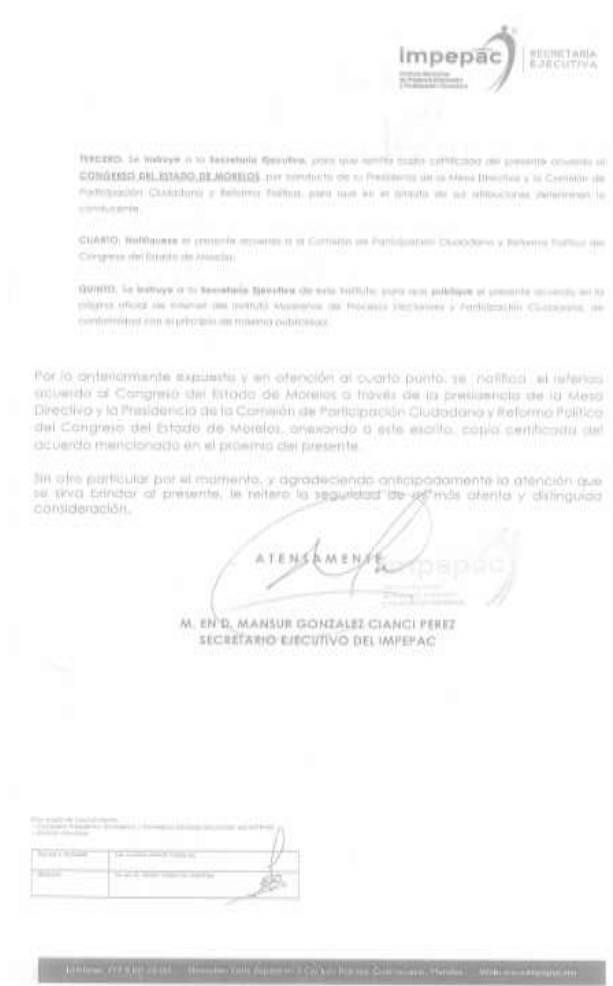 impepac
SECRETARÍA
EJECUTIVA
TERCERO. Se instruye a la Secretaría Ejecutiva, para que remita copia certificada del presente acuerdo al
CONGRESO DEL ESTADO DE MORELOS, por conducto de su Presidenta de la Mesa Directiva y la Comisión de
Participación Ciudadana y Reforma Política, para que en el ámbito de sus atribuciones determinen lo
conducente.
CUARTO. Notifíquese el presente acuerdo a la Comisión de Participación Ciudadana y Reforma Política del
Congreso del Estado de Morelos.
QUINTO. Se instruye a la Secretaría Ejecutiva de este Instituto, para que publique el presente acuerdo en la
página oficial de internet del Instituto Morelense de Procesos Electorales y Participación Ciudadana, de
conformidad con el principio de máxima publicidad.
Por lo anteriormente expuesto y en atención al cuarto punto, se notifica el referido
acuerdo al Congreso del Estado de Morelos a través de la presidencia de la Mesa
Directiva y la Presidencia de la Comisión de Participación Ciudadana y Reforma Política
del Congreso del Estado de Morelos, anexando a este escrito, copia certificada del
acuerdo mencionado en el proemio del presente.
Sin otro particular por el momento, y agradeciendo anticipadamente la atención que
se sirva brindar al presente, le reitero la seguridad de mi más atenta y distinguida
consideración.
ATENTAMENTE
impepac
M. EN D. MANSUR GONZALEZ CIANCI PEREZ
SECRETARIO EJECUTIVO DEL IMPEPAC